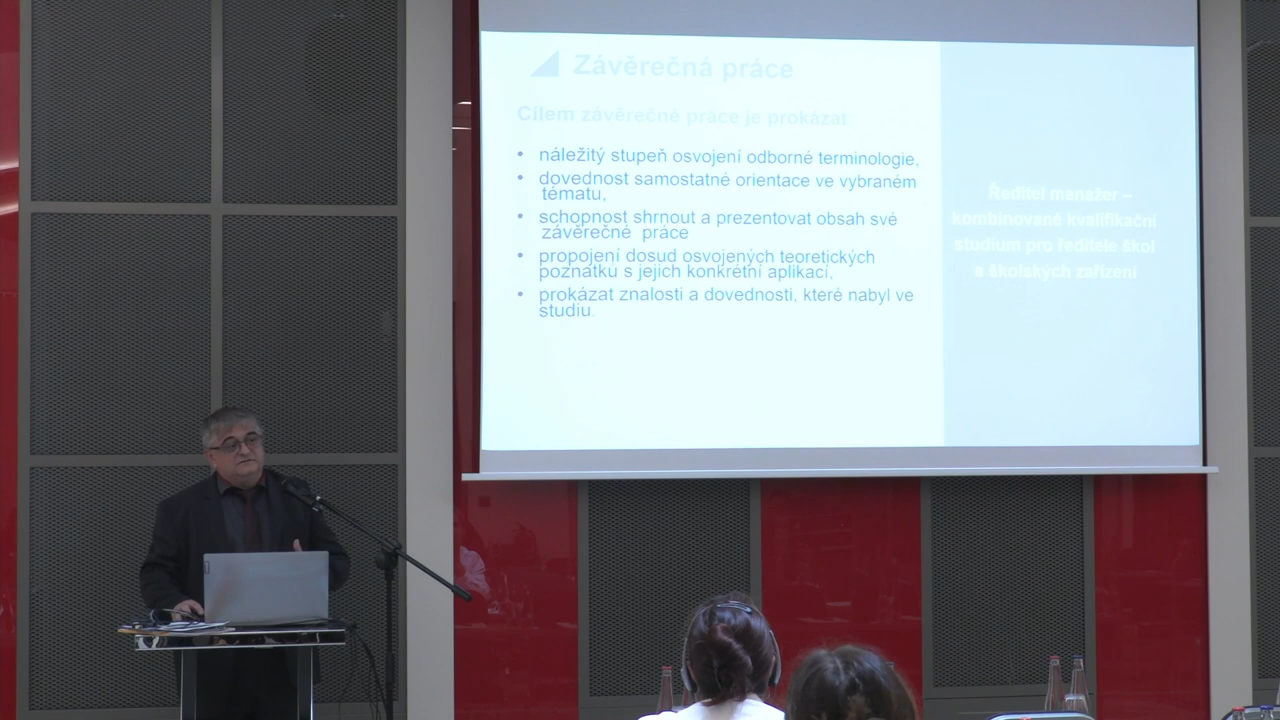 Závěrečná práce
Cílem závěrečné práce je prokázat
• náležitý stupeň osvojení odborné terminologie,
• dovednost samostatné orientace ve vybraném
tématu,
• schopnost shrnout a prezentovat obsah své
závěrečné práce
• propojení dosud osvojených teoretických
poznatků s jejich konkrétní aplikací,
• prokázat znalosti a dovednosti, které nabyl ve
studiu.
Ředitel manažer –
kombinované kvalifikační
studium pro ředitele škol
a školských zařízení